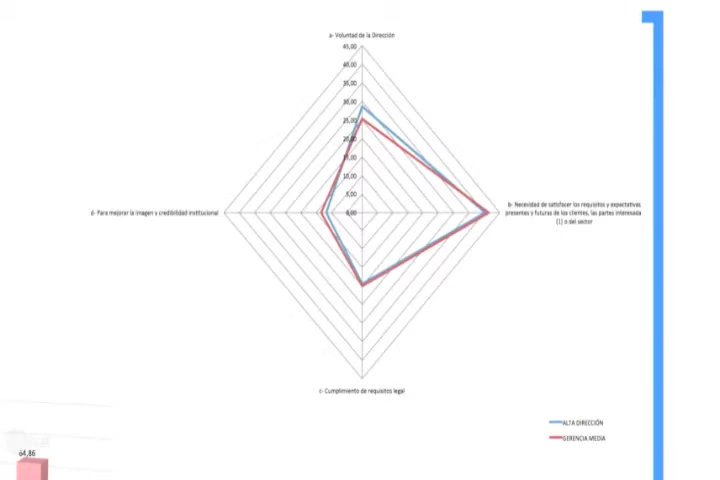 a- Voluntad de la Dirección
45,00
40,00
35,00
30,00
25,00
20,00
15,00
10,00
5,00
0,00
d- Para mejorar la imagen y credibilidad institucional
b- Necesidad de satisfacer los requisitos y expectativas
presentes y futuras de los clientes, las partes interesada
(1) o del sector
c- Cumplimiento de requisitos legal
ALTA DIRECCIÓN
GERENCIA MEDIA
64,86